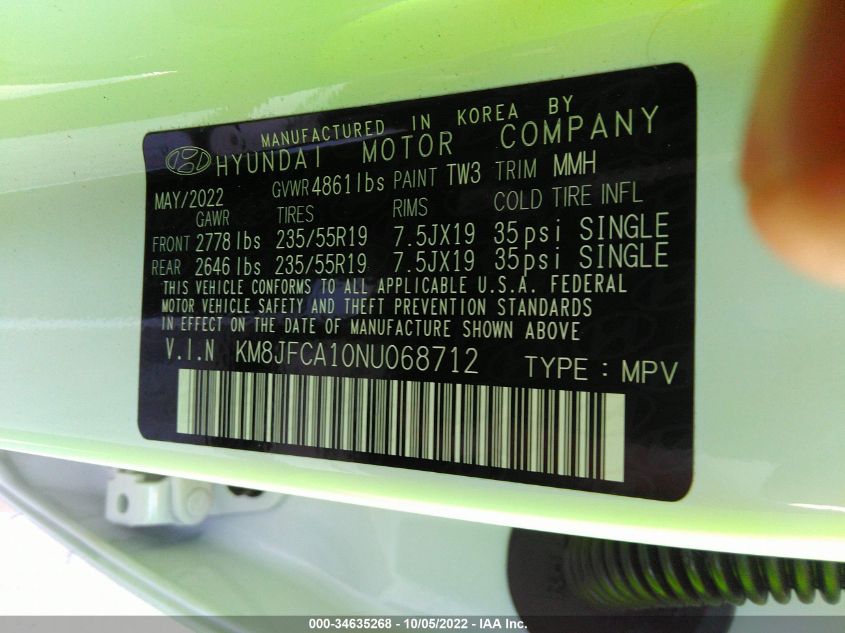 MANUFACTURED IN KOREA BY
HYUNDAI MOTOR COMPANY
MAY/2022 GVWR 4861 lbs PAINT TW3 TRIM MMH
GAWR TIRES RIMS COLD TIRE INFL
FRONT 2778 lbs 235/55R19 7.5JX19 35psi SINGLE
REAR 2646 lbs 235/55R19 7.5JX19 35psi SINGLE
THIS VEHICLE CONFORMS TO ALL APPLICABLE U.S.A. FEDERAL
MOTOR VEHICLE SAFETY AND THEFT PREVENTION STANDARDS
IN EFFECT ON THE DATE OF MANUFACTURE SHOWN ABOVE
V.I.N KM8JFCA10NU068712 TYPE : MPV
000-34635268 - 10/05/2022 - IAA Inc.